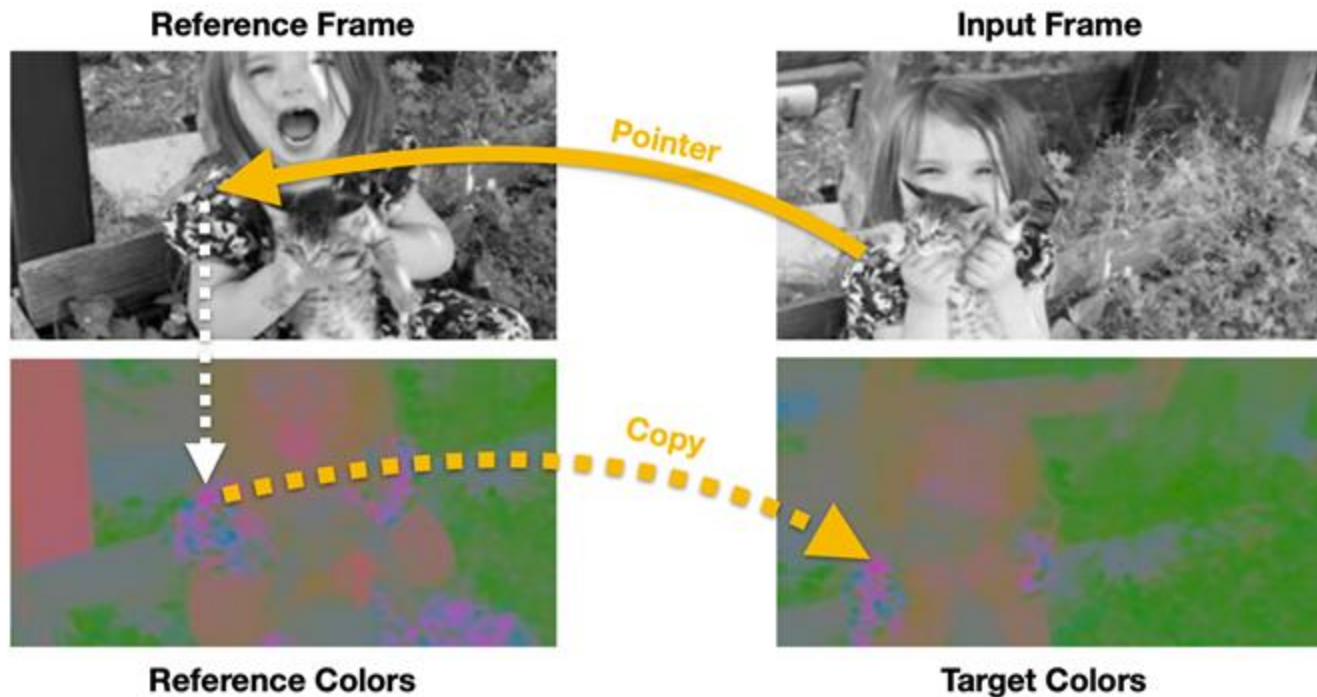 Reference Frame
Input Frame
Pointer
Copy
Reference Colors
Target Colors